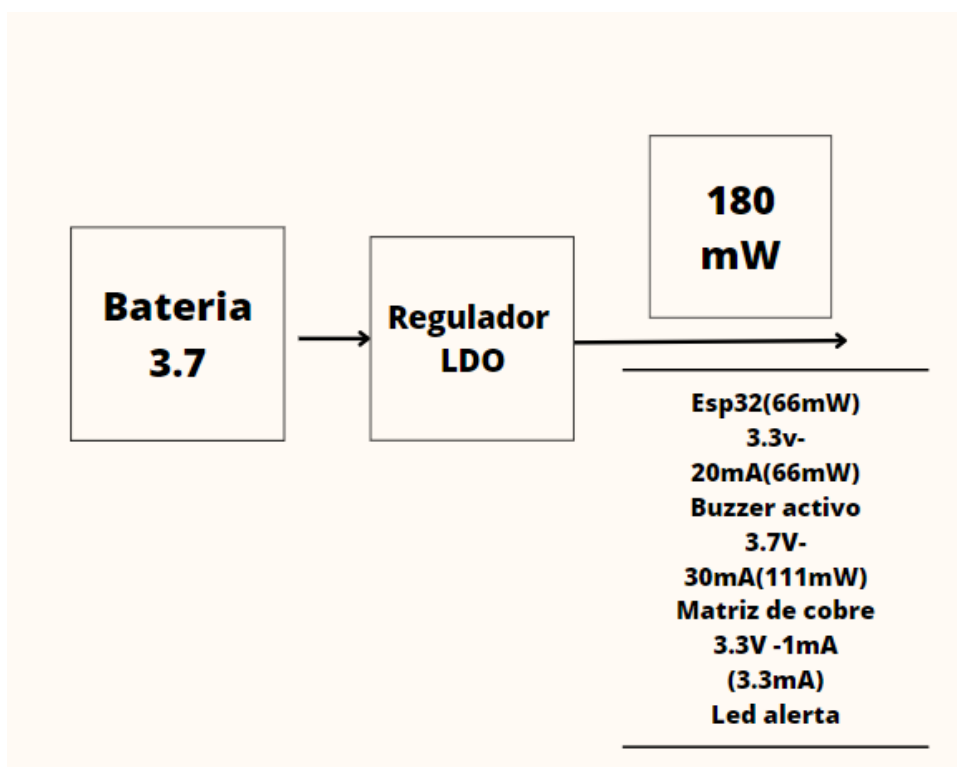 Bateria
3.7
Regulador
LDO
180
mW
Esp32(66mW)
3.3v-
20mA(66mW)
Buzzer activo
3.7V-
30mA(111mW)
Matriz de cobre
3.3V -1mA
(3.3mA)
Led alerta